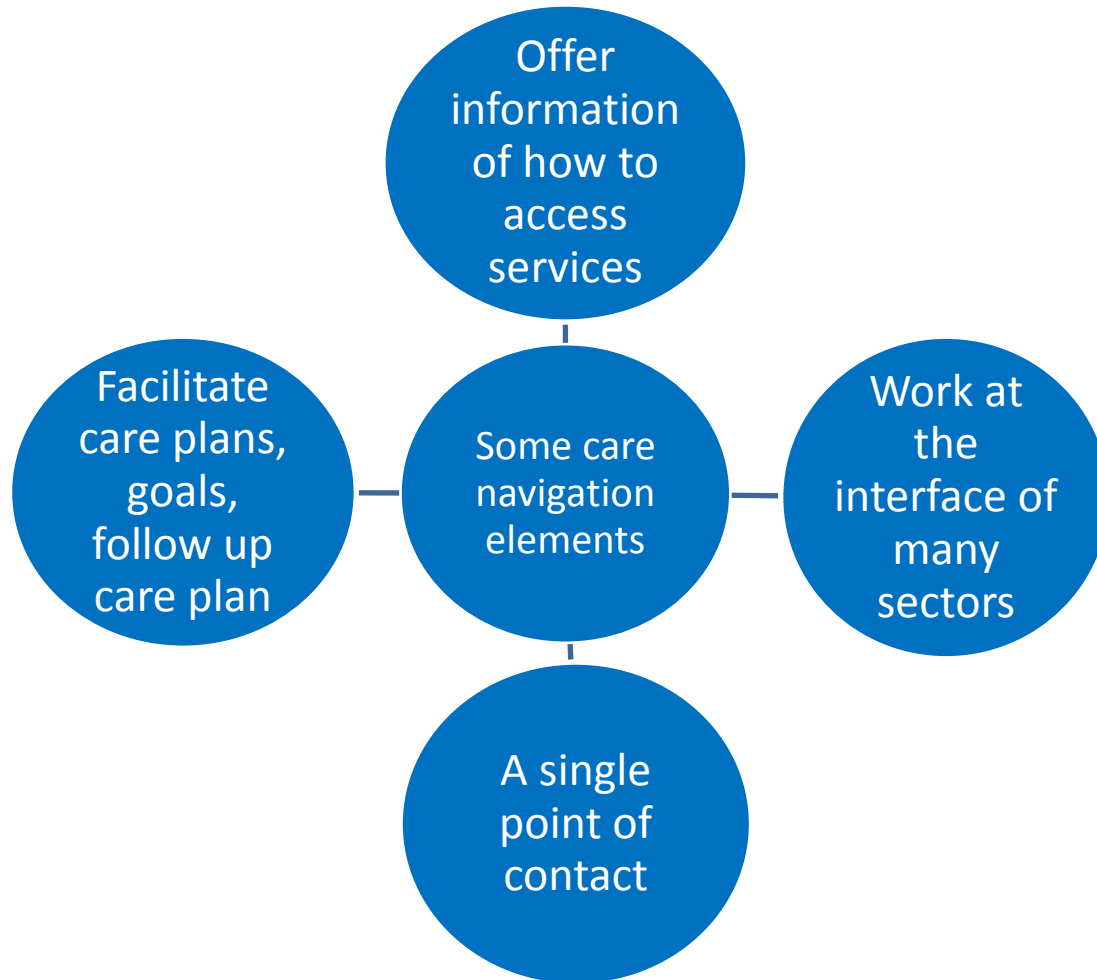 Offer
information
of how to
access
services
Facilitate
care plans,
goals,
follow up
care plan
Some care
navigation
elements
Work at
the
interface of
many
sectors
A single
point of
contact